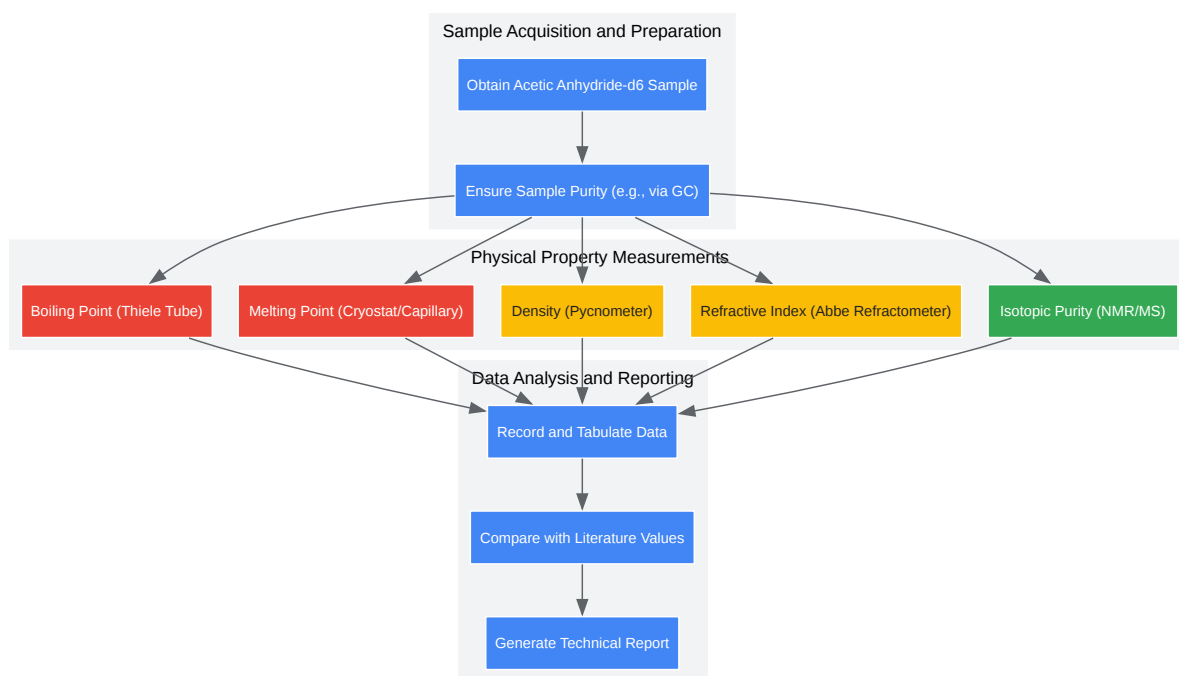 Sample Acquisition and Preparation
Obtain Acetic Anhydride-d6 Sample
Ensure Sample Purity (e.g., via GC)
Physical Property Measurements
Boiling Point (Thiele Tube)
Melting Point (Cryostat/Capillary)
Density (Pycnometer)
Refractive Index (Abbe Refractometer)
Isotopic Purity (NMR/MS)
Data Analysis and Reporting
Record and Tabulate Data
Compare with Literature Values
Generate Technical Report